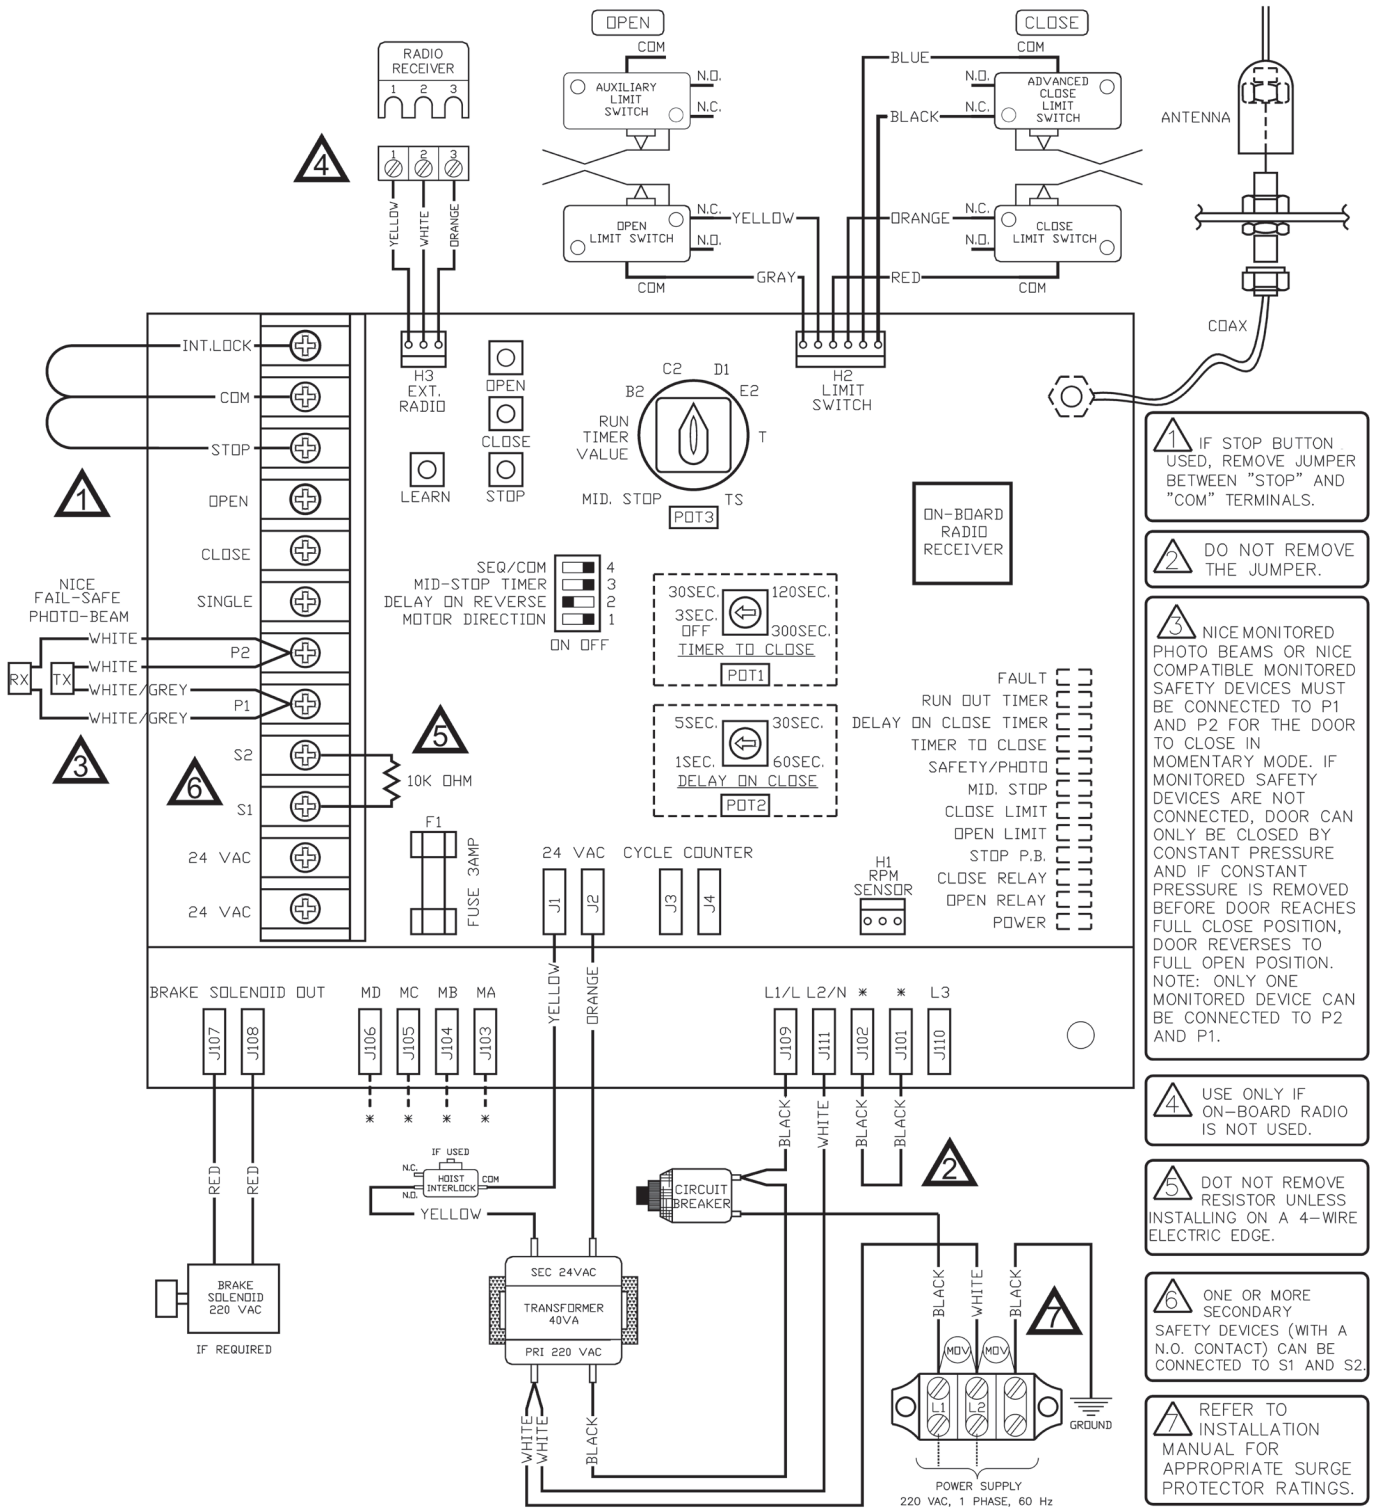 OPEN
CLOSE
RADIO
RECEIVER
1 2 3
COM
AUXILIARY
LIMIT
SWITCH
N.O.
N.C.
BLUE
BLACK
COM
N.O.
N.C.
ADVANCED
CLOSE
LIMIT
SWITCH
ANTENNA
4
1 2 3
YELLOW
WHITE
ORANGE
OPEN
LIMIT SWITCH
N.C.
N.O.
YELLOW
COM
GRAY
ORANGE
RED
N.C.
N.O.
CLOSE
LIMIT SWITCH
COM
COAX
INT.LOCK
COM
STOP
OPEN
CLOSE
SINGLE
P2
P1
S2
S1
24 VAC
24 VAC
1
NICE
FAIL-SAFE
PHOTO-BEAM
WHITE
WHITE
WHITE/GREY
WHITE/GREY
RX
TX
3
6
5
10K OHM
H3
EXT.
RADIO
OPEN
CLOSE
STOP
LEARN
RUN
TIMER
VALUE
B2
C2
D1
E2
T
TS
MID. STOP
POT3
H2
LIMIT
SWITCH
ON-BOARD
RADIO
RECEIVER
SEQ/COM 4
MID-STOP TIMER 3
DELAY ON REVERSE 2
MOTOR DIRECTION 1
ON OFF
30SEC. 120SEC.
3SEC.
OFF 300SEC.
TIMER TO CLOSE
POT1
5SEC. 30SEC.
1SEC. 60SEC.
DELAY ON CLOSE
POT2
FAULT
RUN OUT TIMER
DELAY ON CLOSE TIMER
TIMER TO CLOSE
SAFETY/PHOTO
MID. STOP
CLOSE LIMIT
OPEN LIMIT
STOP P.B.
CLOSE RELAY
OPEN RELAY
POWER
F1
FUSE 3AMP
24 VAC
J1
J2
CYCLE COUNTER
J3
J4
H1
RPM
SENSOR
BRAKE SOLENOID OUT
J107
J108
MD MC MB MA
J106
J105
J104
J103
* * * *
YELLOW
ORANGE
L1/L L2/N * * L3
J109
J111
J102
J101
J110
BLACK
WHITE
BLACK
BLACK
2
RED
RED
BRAKE
SOLENOID
220 VAC
IF REQUIRED
IF USED
N.C.
N.O.
HOIST
INTERLOCK
COM
YELLOW
SEC 24VAC
TRANSFORMER
40VA
PRI 220 VAC
WHITE
WHITE
BLACK
CIRCUIT
BREAKER
BLACK
WHITE
BLACK
7
MOV
MOV
L1
L2
GROUND
POWER SUPPLY
220 VAC, 1 PHASE, 60 Hz
1 IF STOP BUTTON
USED, REMOVE JUMPER
BETWEEN "STOP" AND
"COM" TERMINALS.
2 DO NOT REMOVE
THE JUMPER.
3 NICE MONITORED
PHOTO BEAMS OR NICE
COMPATIBLE MONITORED
SAFETY DEVICES MUST
BE CONNECTED TO P1
AND P2 FOR THE DOOR
TO CLOSE IN
MOMENTARY MODE. IF
MONITORED SAFETY
DEVICES ARE NOT
CONNECTED, DOOR CAN
ONLY BE CLOSED BY
CONSTANT PRESSURE
AND IF CONSTANT
PRESSURE IS REMOVED
BEFORE DOOR REACHES
FULL CLOSE POSITION,
DOOR REVERSES TO
FULL OPEN POSITION.
NOTE: ONLY ONE
MONITORED DEVICE CAN
BE CONNECTED TO P2
AND P1.
4 USE ONLY IF
ON-BOARD RADIO
IS NOT USED.
5 DOT NOT REMOVE
RESISTOR UNLESS
INSTALLING ON A 4-WIRE
ELECTRIC EDGE.
6 ONE OR MORE
SECONDARY
SAFETY DEVICES (WITH A
N.O. CONTACT) CAN BE
CONNECTED TO S1 AND S2.
7 REFER TO
INSTALLATION
MANUAL FOR
APPROPRIATE SURGE
PROTECTOR RATINGS.